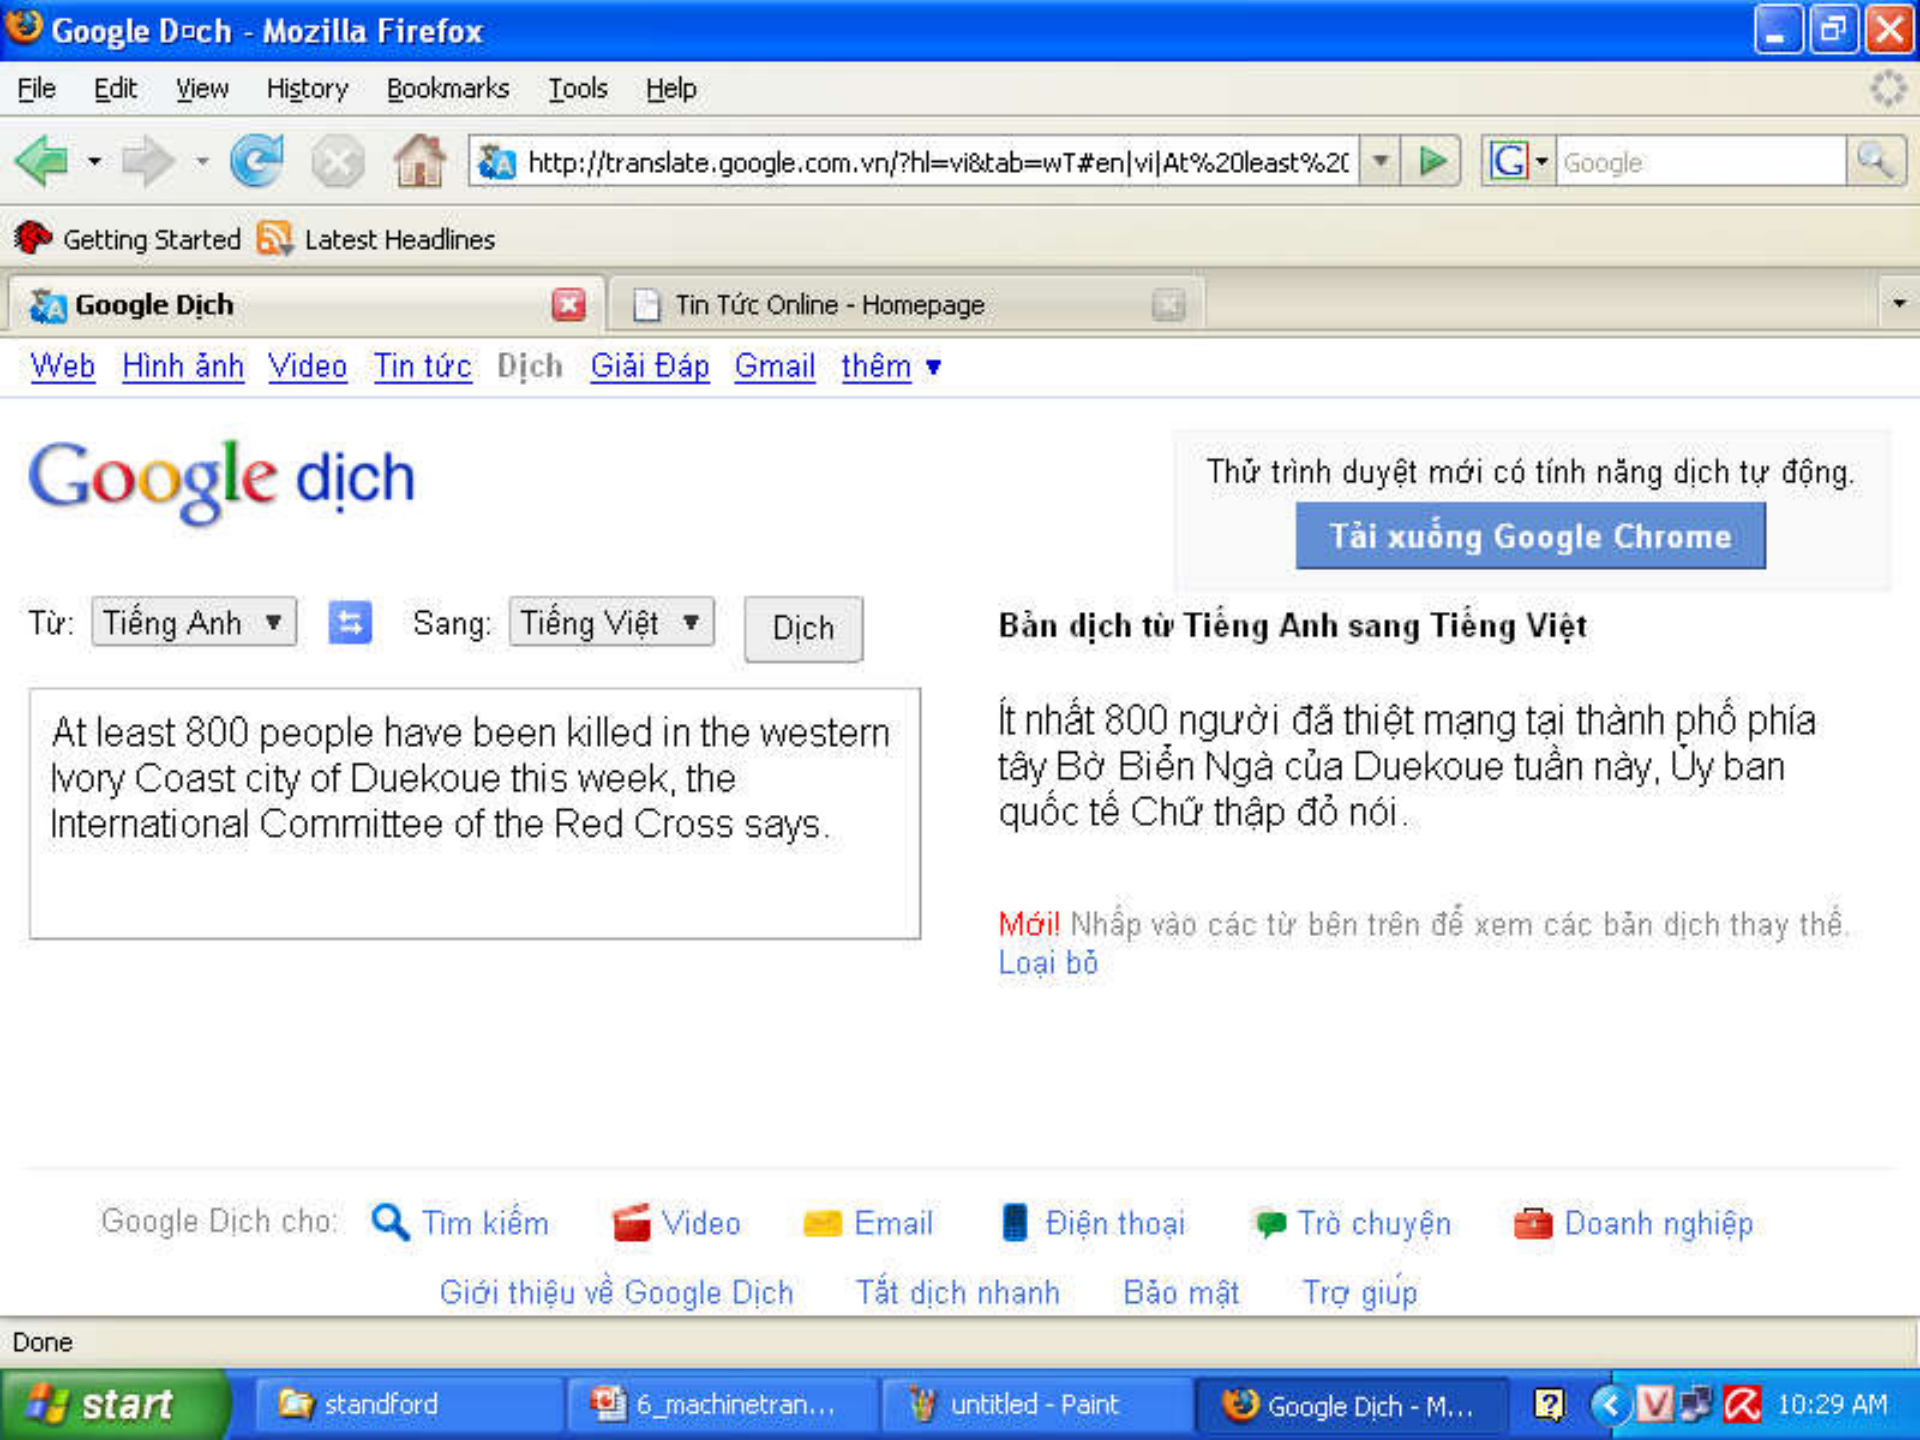 Google D¤ch - Mozilla Firefox
File Edit View History Bookmarks Tools Help
http://translate.google.com.vn/?hl=vi&tab=wT#en|vi|At%20least%20 G Google
Getting Started Latest Headlines
Google Dịch Tin Tức Online - Homepage
Web Hình ảnh Video Tin tức Dịch Giải Đáp Gmail thêm ▼
Google dịch
Thử trình duyệt mới có tính năng dịch tự động.
Tải xuống Google Chrome
Từ: Tiếng Anh ▼ Sang: Tiếng Việt ▼ Dịch
At least 800 people have been killed in the western
Ivory Coast city of Duekoue this week, the
International Committee of the Red Cross says.
Bản dịch từ Tiếng Anh sang Tiếng Việt
Ít nhất 800 người đã thiệt mạng tại thành phố phía
tây Bờ Biển Ngà của Duekoue tuần này, Ủy ban
quốc tế Chữ thập đỏ nói.
Mới! Nhấp vào các từ bên trên để xem các bản dịch thay thế.
Loại bỏ
Google Dịch cho: Tìm kiếm Video Email Điện thoại Trò chuyện Doanh nghiệp
Giới thiệu về Google Dịch Tắt dịch nhanh Bảo mật Trợ giúp
Done
start standford 6_machinetran... untitled - Paint Google Dịch - M... 10:29 AM